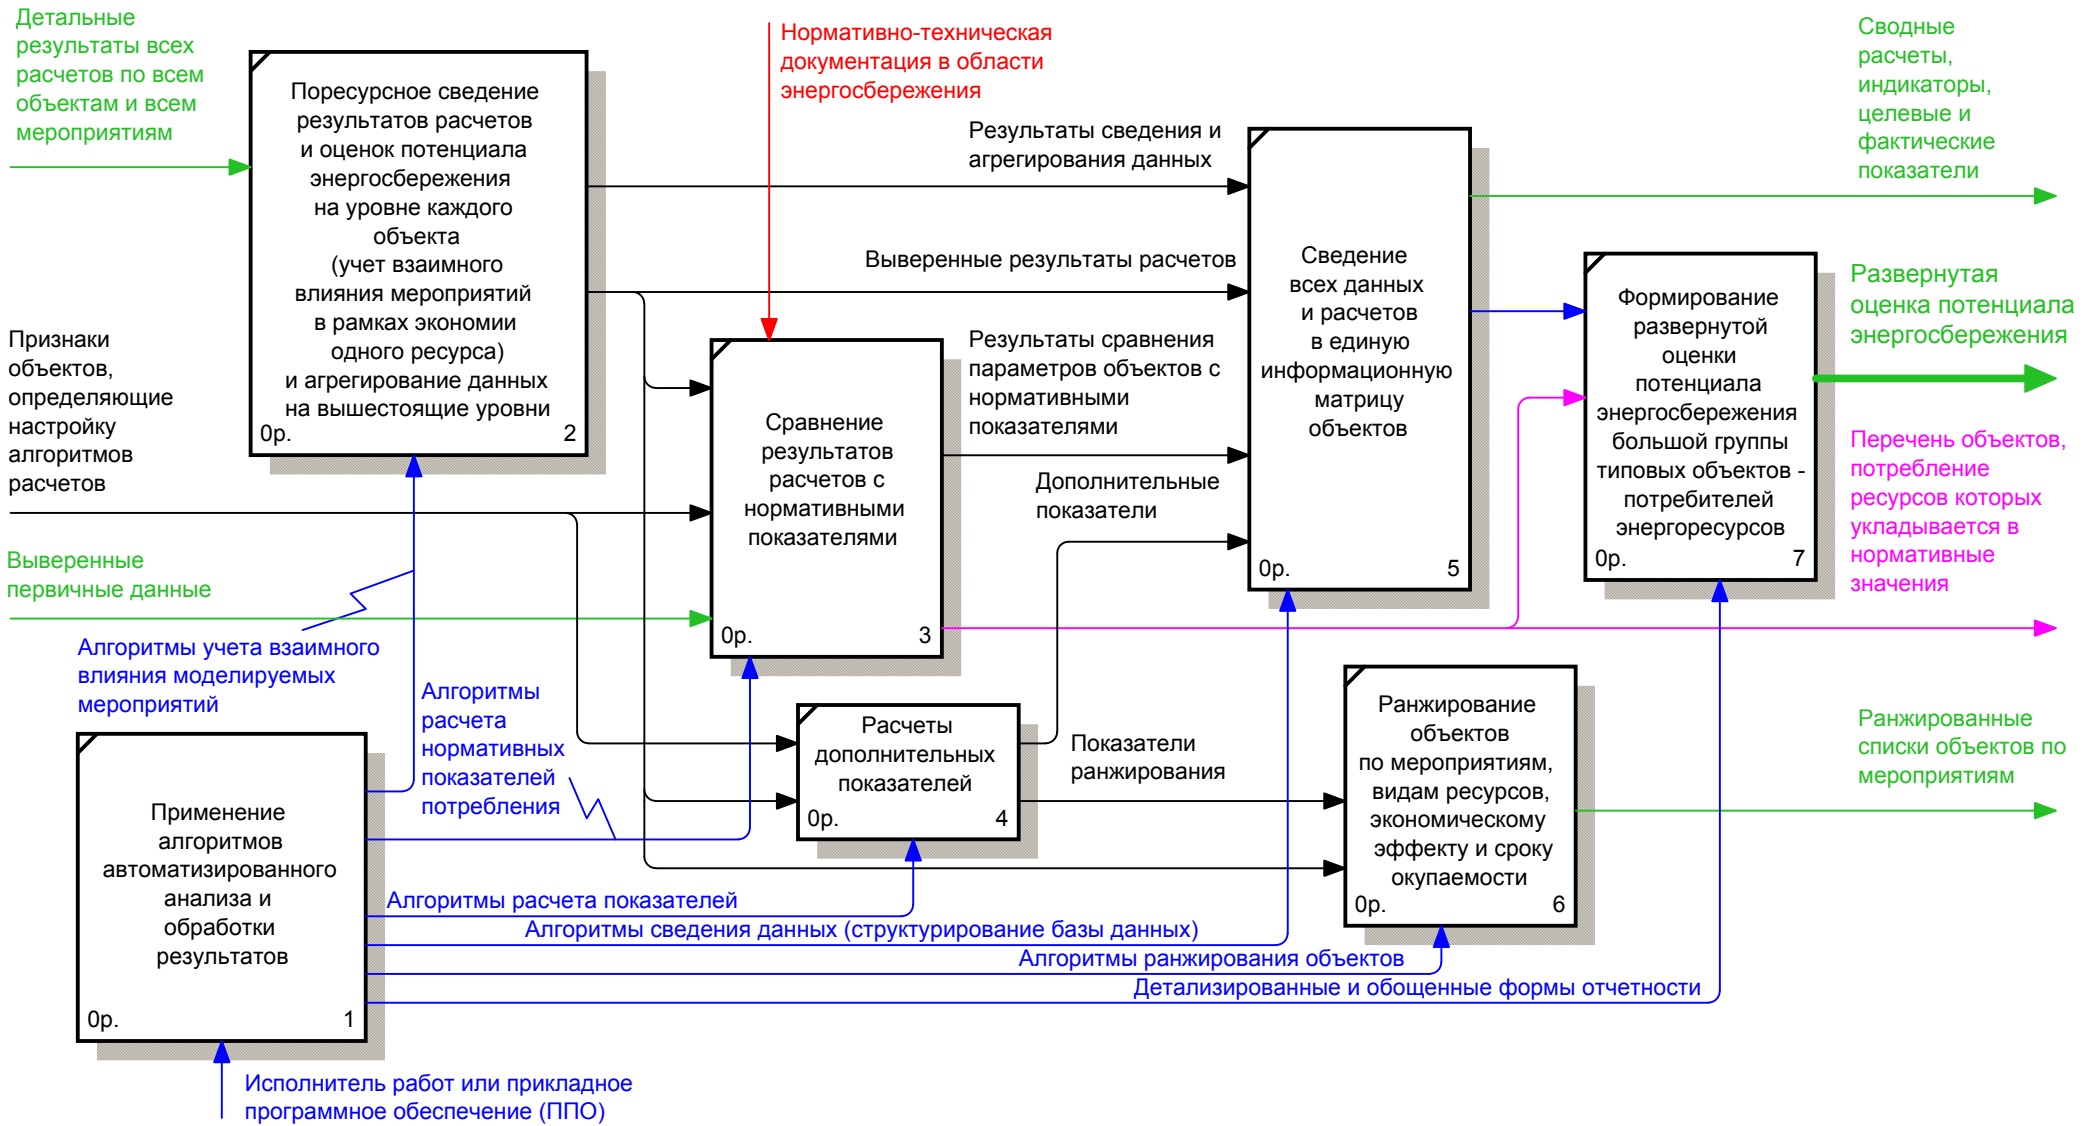 Детальные
результаты всех
расчетов по всем
объектам и всем
мероприятиям
Поресурсное сведение
результатов расчетов
и оценок потенциала
энергосбережения
на уровне каждого
объекта
(учет взаимного
влияния мероприятий
в рамках экономии
одного ресурса)
и агрегирование данных
на вышестоящие уровни
0р.
2
Нормативно-техническая
документация в области
энергосбережения
Результаты сведения и
агрегирования данных
Выверенные результаты расчетов
Результаты сравнения
параметров объектов с
нормативными
показателями
Дополнительные
показатели
Сведение
всех данных
и расчетов
в единую
информационную
матрицу
объектов
0р.
5
Сводные
расчеты,
индикаторы,
целевые и
фактические
показатели
Формирование
развернутой
оценки
потенциала
энергосбережения
большой группы
типовых объектов -
потребителей
энергоресурсов
0р.
7
Развернутая
оценка потенциала
энергосбережения
Перечень объектов,
потребление
ресурсов которых
укладывается в
нормативные
значения
Признаки
объектов,
определяющие
настройку
алгоритмов
расчетов
Выверенные
первичные данные
Сравнение
результатов
расчетов с
нормативными
показателями
0р.
3
Алгоритмы учета взаимного
влияния моделируемых
мероприятий
Алгоритмы
расчета
нормативных
показателей
потребления
Расчеты
дополнительных
показателей
0р.
4
Показатели
ранжирования
Ранжирование
объектов
по мероприятиям,
видам ресурсов,
экономическому
эффекту и сроку
окупаемости
0р.
6
Ранжированные
списки объектов по
мероприятиям
Применение
алгоритмов
автоматизированного
анализа и
обработки
результатов
0р.
1
Алгоритмы расчета показателей
Алгоритмы сведения данных (структурирование базы данных)
Алгоритмы ранжирования объектов
Детализированные и обощенные формы отчетности
Исполнитель работ или прикладное
программное обеспечение (ППО)